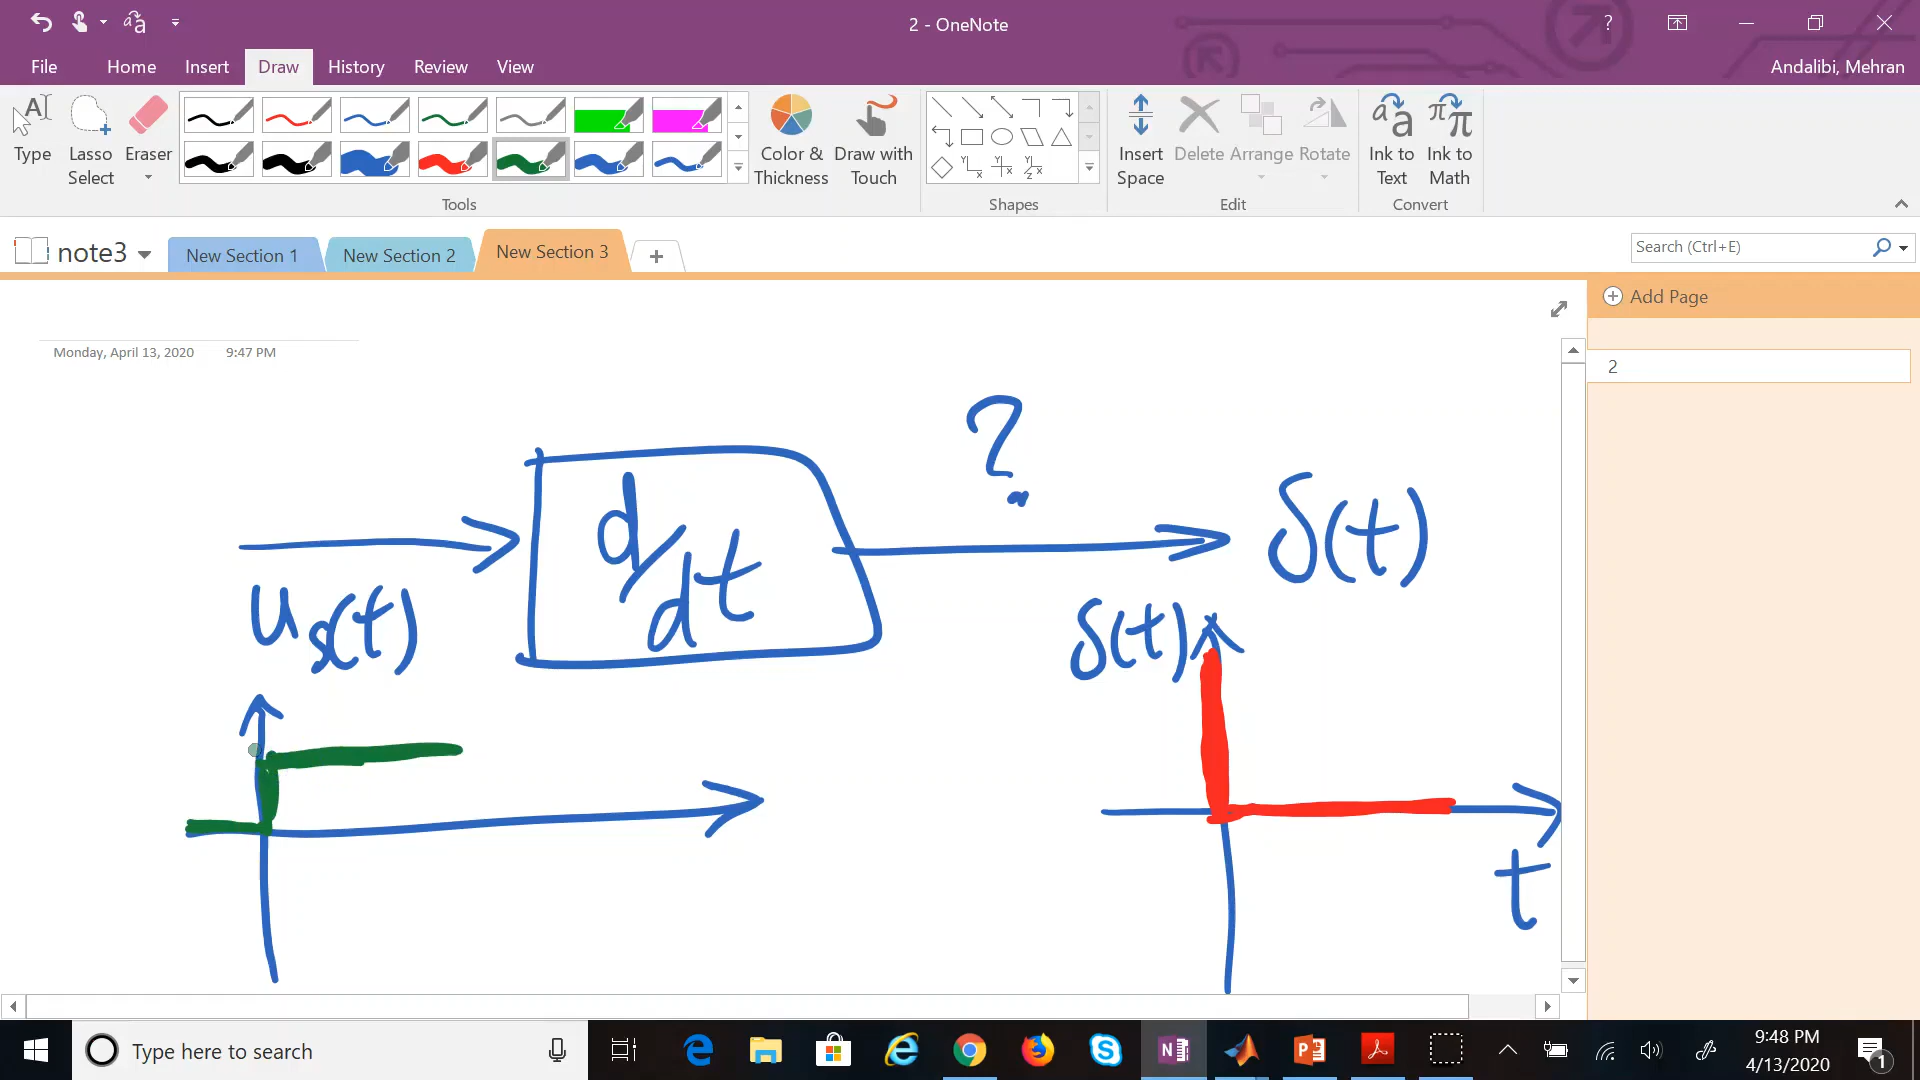 2 - OneNote
?
File Home Insert Draw History Review View
Andalibi, Mehran
Type
Lasso Select
Eraser
Color & Thickness
Draw with Touch
Insert Space
Delete Arrange Rotate
Ink to Text
Ink to Math
Tools
Shapes
Edit
Convert
note3 New Section 1 New Section 2 New Section 3 +
Search (Ctrl+E)
Add Page
2
Monday, April 13, 2020 9:47 PM
?
d/dt
δ(t)
us(t)
δ(t)
t
Type here to search
9:48 PM
4/13/2020
1